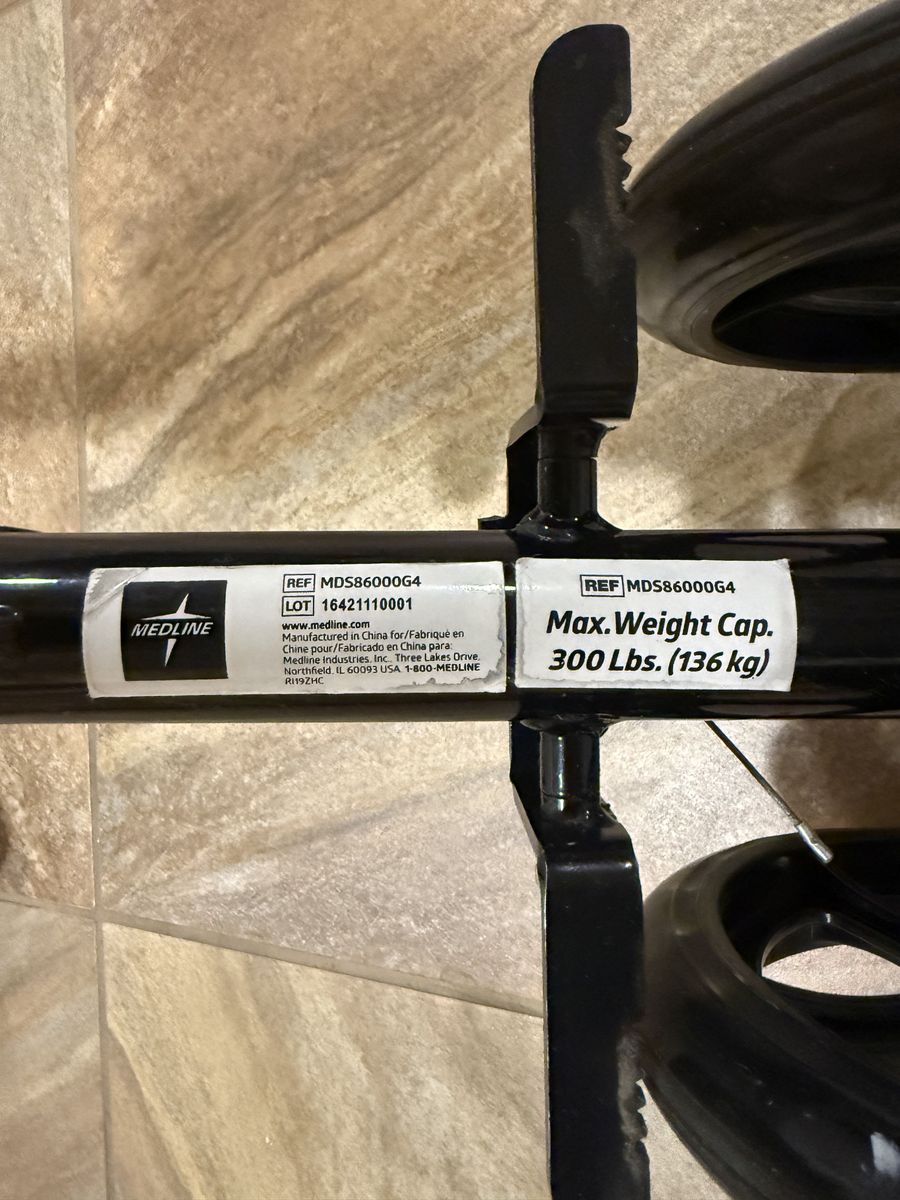 MEDLINE
REF MDS86000G4
LOT 16421110001
www.medline.com
Manufactured in China for/Fabriqué en
Chine pour/Fabricado en China para:
Medline Industries, Inc., Three Lakes Drive,
Northfield, IL 60093 USA 1-800-MEDLINE
RI19ZHC
REF MDS86000G4
Max.Weight Cap.
300 Lbs. (136 kg)